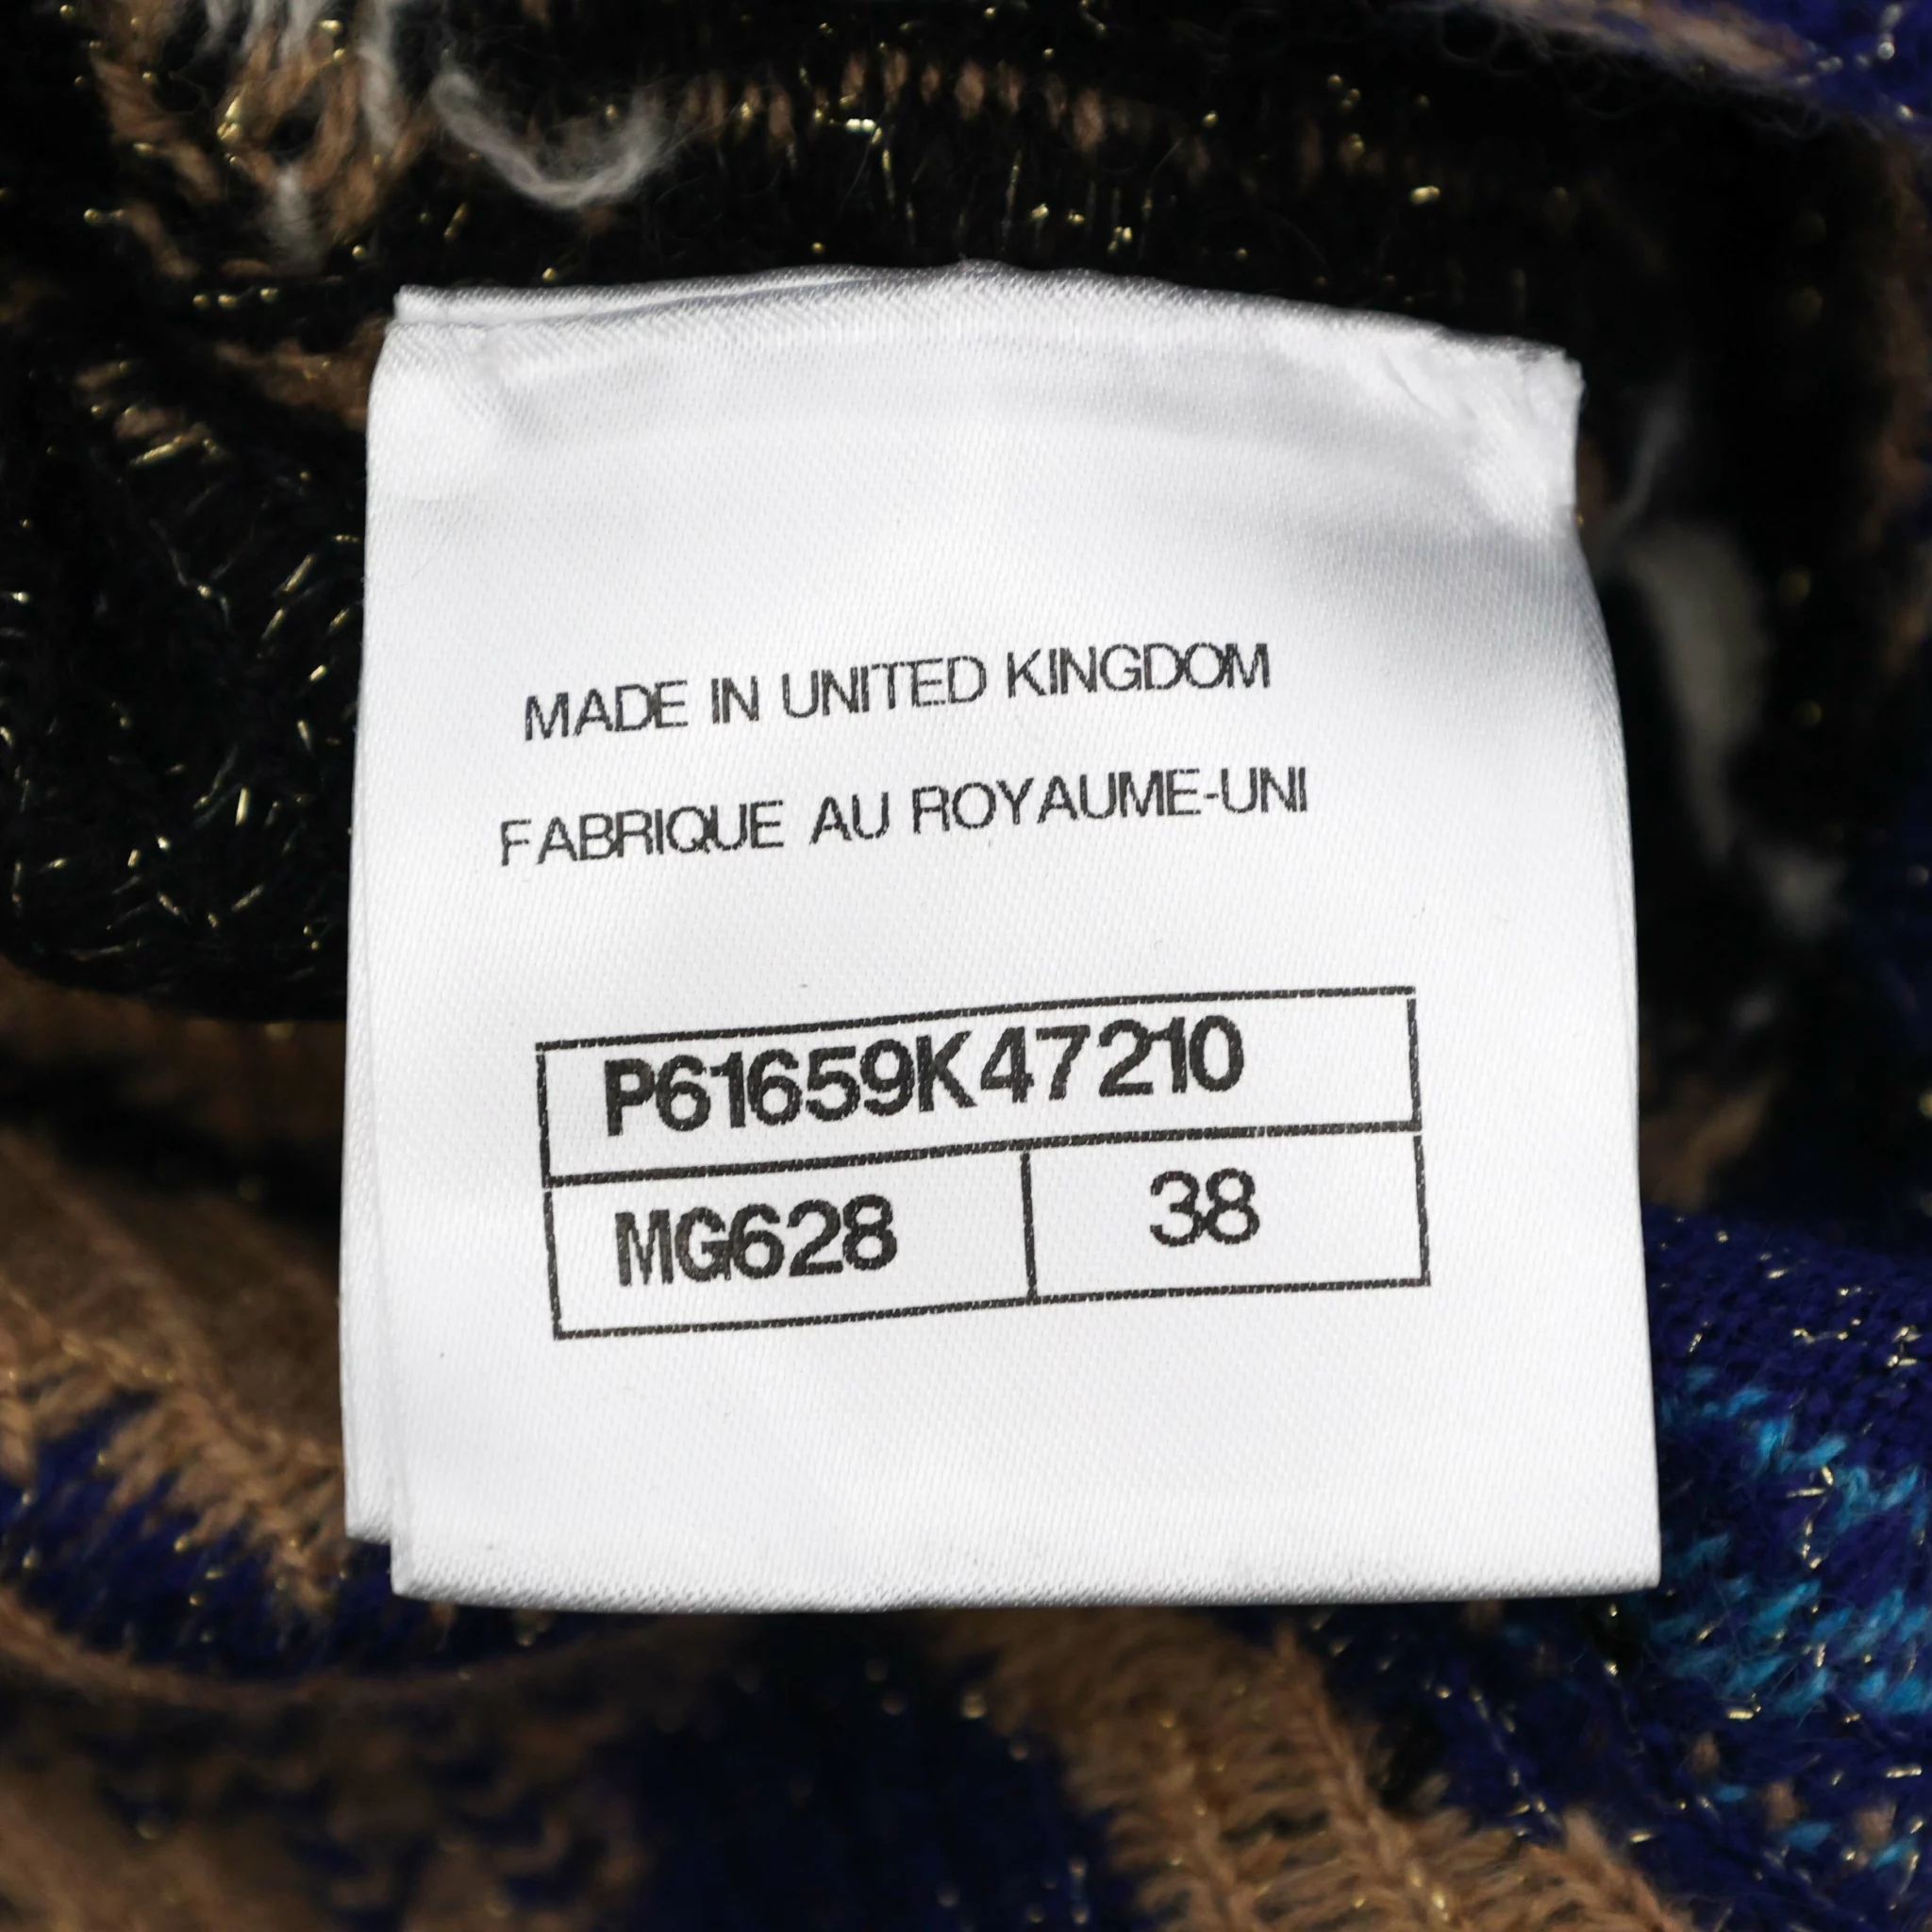 MADE IN UNITED KINGDOM
FABRIQUE AU ROYAUME-UNI
P61659K47210
MG628 38